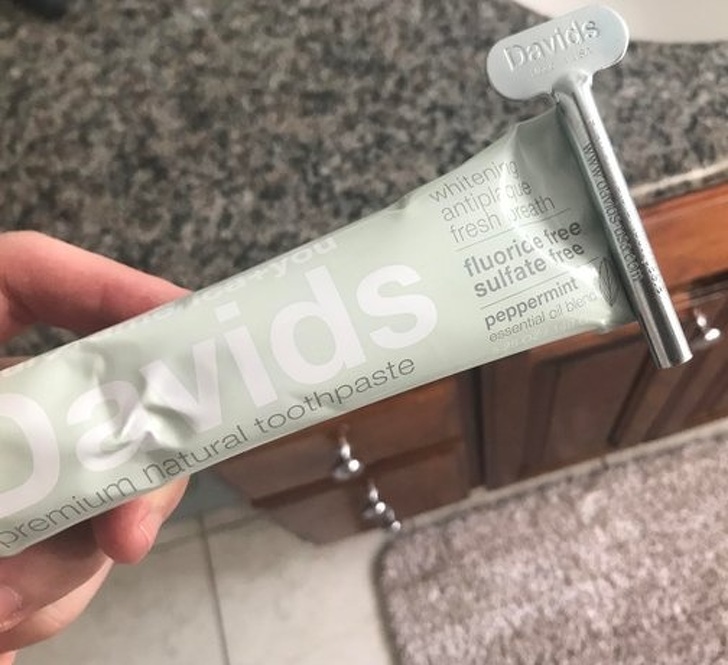 Davids
www.davids-usa.com
whitening
antiplaque
fresh breath
fluoride free
sulfate free
peppermint
essential oil blend
Davids
premium natural toothpaste